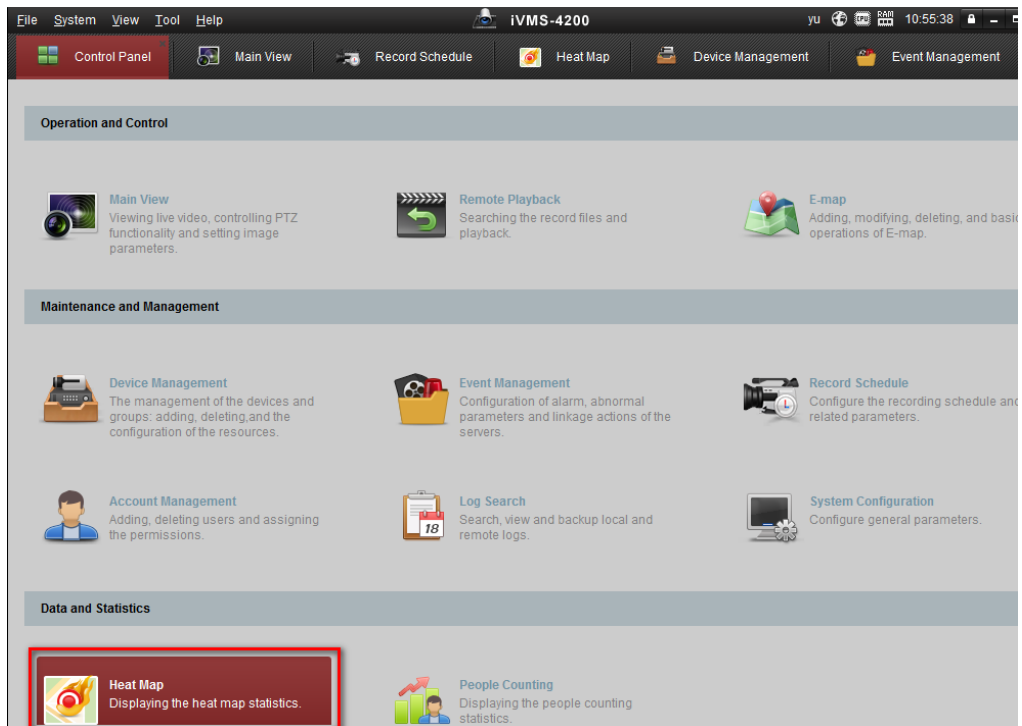 File System View Tool Help iVMS-4200 yu CPU RAM 10:55:38
Control Panel Main View Record Schedule Heat Map Device Management Event Management
Operation and Control
Main View
Viewing live video, controlling PTZ
functionality and setting image
parameters.
Remote Playback
Searching the record files and
playback.
E-map
Adding, modifying, deleting, and basic
operations of E-map.
Maintenance and Management
Device Management
The management of the devices and
groups: adding, deleting,and the
configuration of the resources.
Event Management
Configuration of alarm, abnormal
parameters and linkage actions of the
servers.
Record Schedule
Configure the recording schedule and
related parameters.
Account Management
Adding, deleting users and assigning
the permissions.
18
Log Search
Search, view and backup local and
remote logs.
System Configuration
Configure general parameters.
Data and Statistics
Heat Map
Displaying the heat map statistics.
People Counting
Displaying the people counting
statistics.